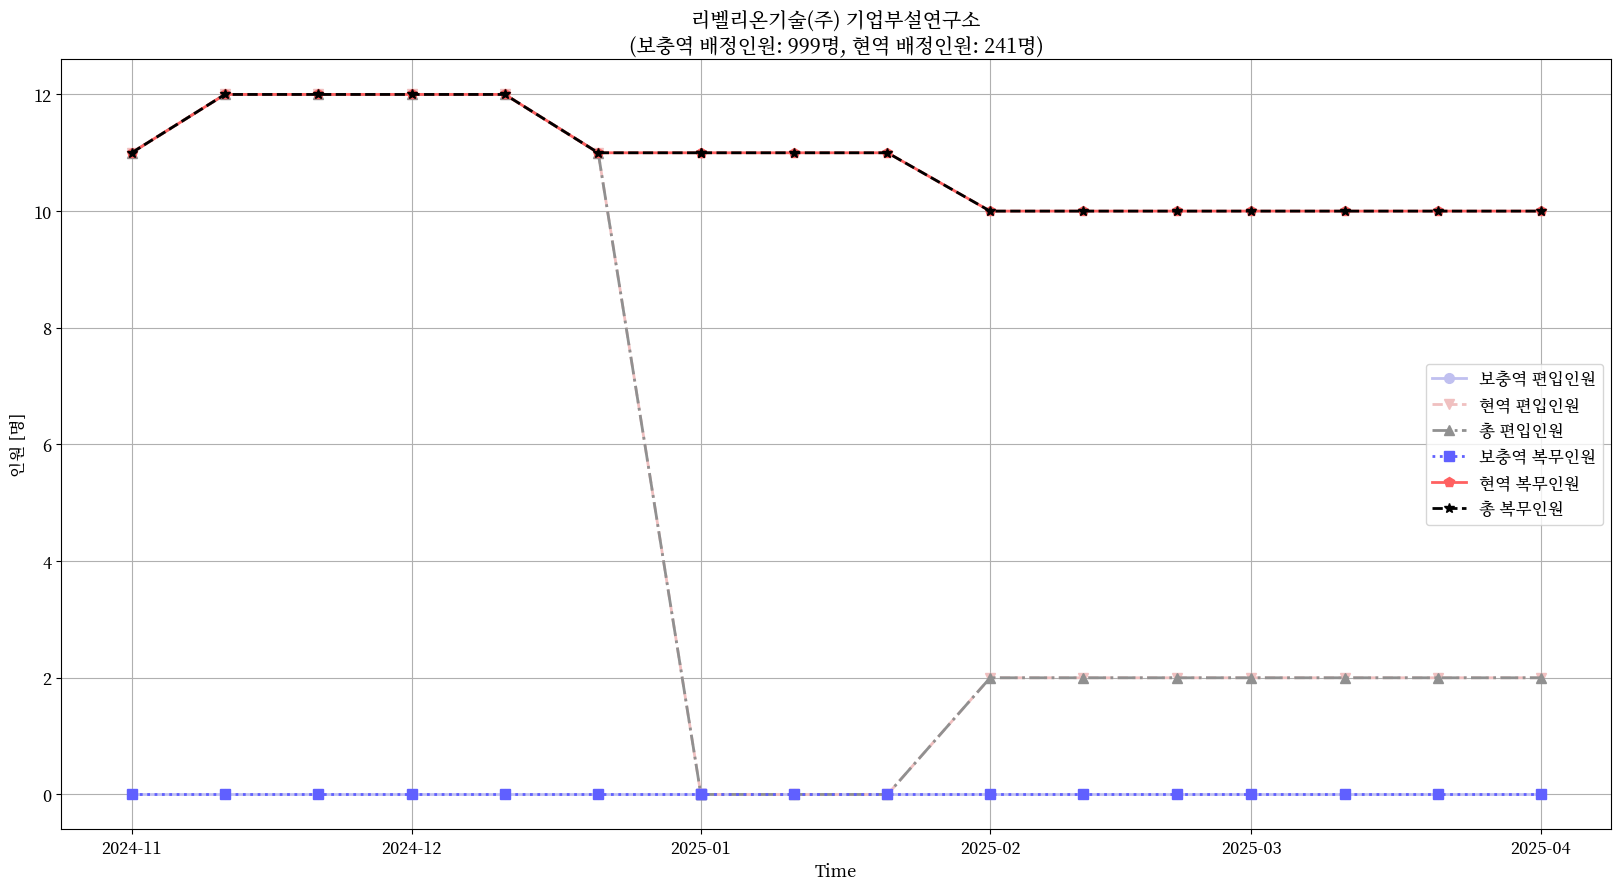 리벨리온기술(주) 기업부설연구소
(보충역 배정인원: 999명, 현역 배정인원: 241명)
인원 [명]
12
10
8
6
4
2
0
보충역 편입인원
현역 편입인원
총 편입인원
보충역 복무인원
현역 복무인원
총 복무인원
2024-11
2024-12
2025-01
2025-02
2025-03
2025-04
Time